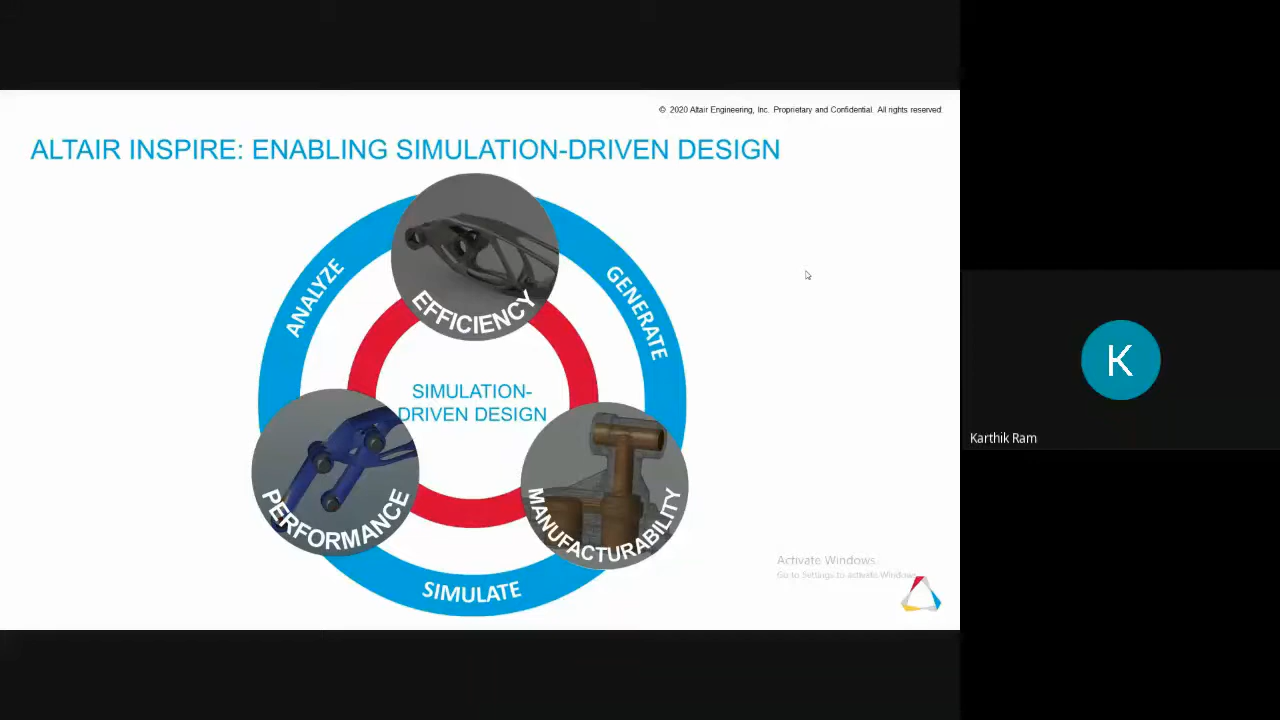 © 2020 Altair Engineering, Inc. Proprietary and Confidential. All rights reserved.
ALTAIR INSPIRE: ENABLING SIMULATION-DRIVEN DESIGN
ANALYZE
EFFICIENCY
GENERATE
SIMULATION-
DRIVEN DESIGN
PERFORMANCE
MANUFACTURABILITY
SIMULATE
Activate Windows
Go to Settings to activate Windows.
K
Karthik Ram